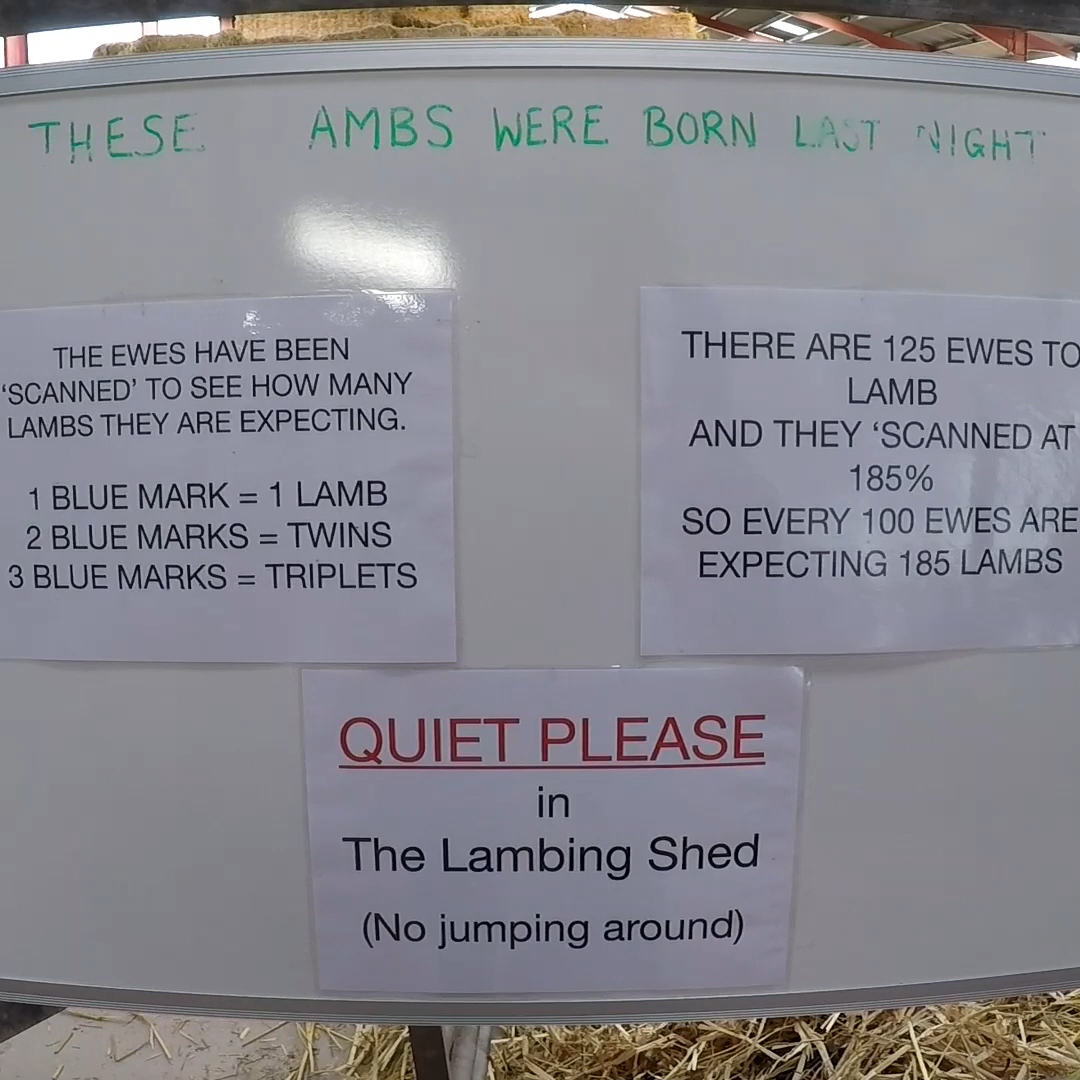 THESE AMBS WERE BORN LAST NIGHT
THE EWES HAVE BEEN
'SCANNED' TO SEE HOW MANY
LAMBS THEY ARE EXPECTING.
1 BLUE MARK = 1 LAMB
2 BLUE MARKS = TWINS
3 BLUE MARKS = TRIPLETS
THERE ARE 125 EWES TO
LAMB
AND THEY 'SCANNED AT
185%
SO EVERY 100 EWES ARE
EXPECTING 185 LAMBS
QUIET PLEASE
in
The Lambing Shed
(No jumping around)